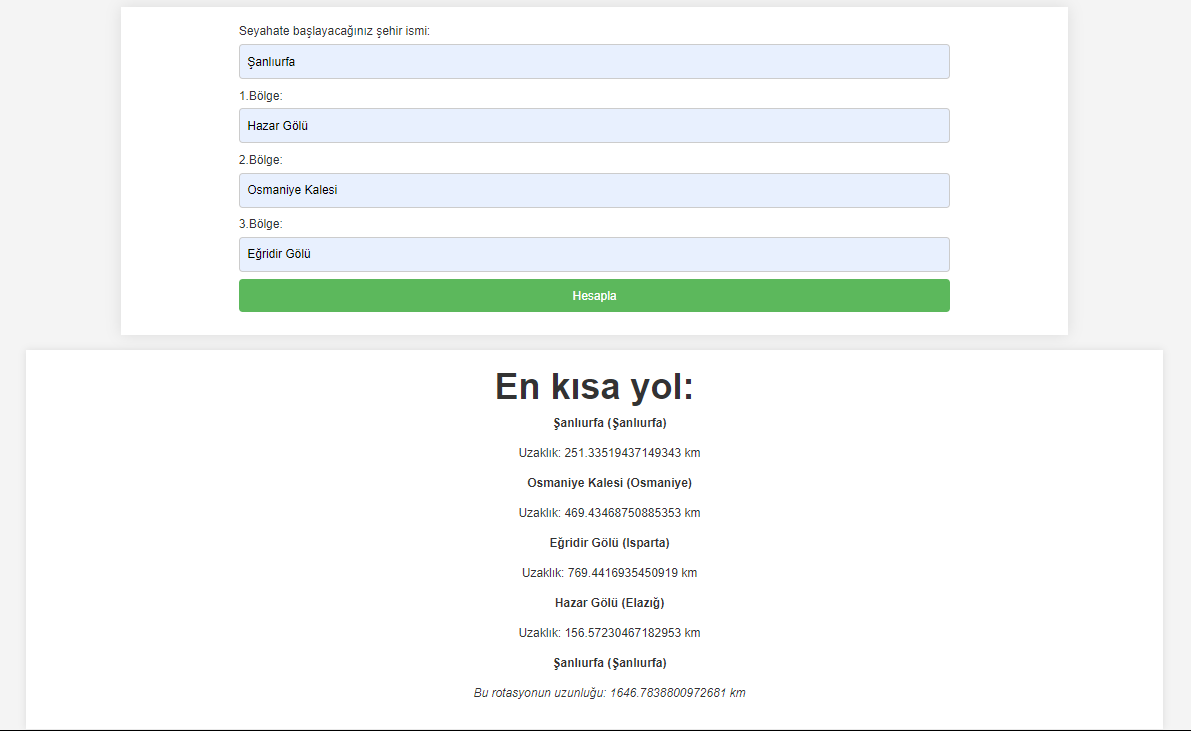 Seyahate başlayacağınız şehir ismi:
Şanlıurfa
1.Bölge:
Hazar Gölü
2.Bölge:
Osmaniye Kalesi
3.Bölge:
Eğridir Gölü
Hesapla
En kısa yol:
Şanlıurfa (Şanlıurfa)
Uzaklık: 251.33519437149343 km
Osmaniye Kalesi (Osmaniye)
Uzaklık: 469.43468750885353 km
Eğridir Gölü (Isparta)
Uzaklık: 769.4416935450919 km
Hazar Gölü (Elazığ)
Uzaklık: 156.57230467182953 km
Şanlıurfa (Şanlıurfa)
Bu rotasyonun uzunluğu: 1646.7838800972681 km